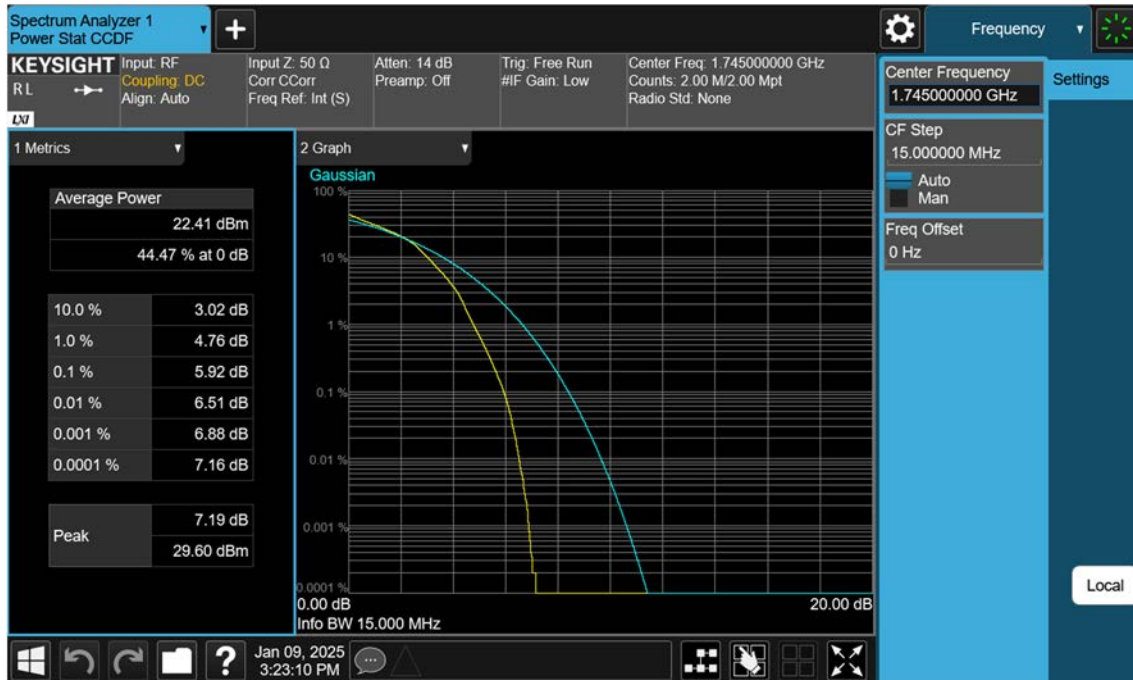 Spectrum Analyzer 1
Power Stat CCDF
Frequency
KEYSIGHT
RL
LXI
Input: RF
Coupling: DC
Align: Auto
Input Z: 50 Ω
Corr CCorr
Freq Ref: Int (S)
Atten: 14 dB
Preamp: Off
Trig: Free Run
#IF Gain: Low
Center Freq: 1.745000000 GHz
Counts: 2.00 M/2.00 Mpt
Radio Std: None
Center Frequency
1.745000000 GHz
Settings
CF Step
15.000000 MHz
Auto
Man
Freq Offset
0 Hz
1 Metrics
Average Power
22.41 dBm
44.47 % at 0 dB
10.0 % 3.02 dB
1.0 % 4.76 dB
0.1 % 5.92 dB
0.01 % 6.51 dB
0.001 % 6.88 dB
0.0001 % 7.16 dB
Peak 7.19 dB
29.60 dBm
2 Graph
Gaussian
100 %
10 %
1 %
0.1 %
0.01 %
0.001 %
0.0001 %
0.00 dB 20.00 dB
Info BW 15.000 MHz
Local
?
Jan 09, 2025
3:23:10 PM